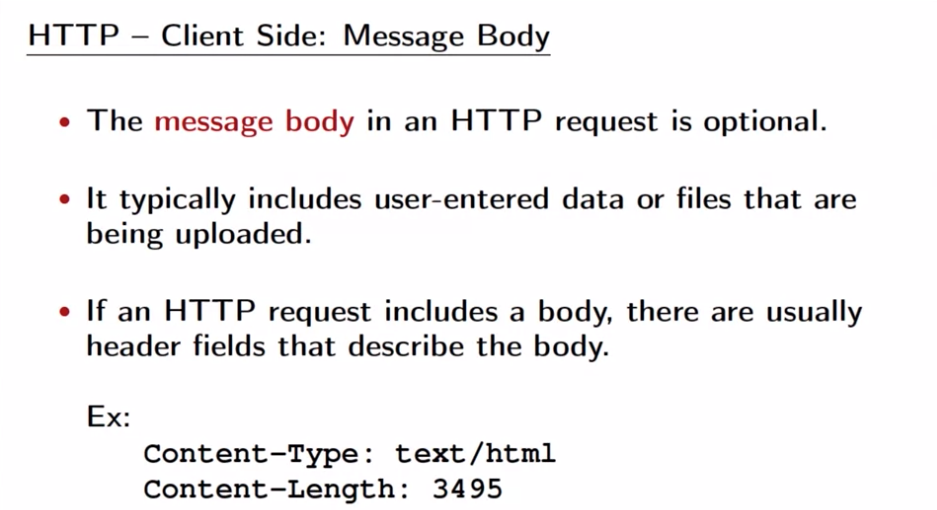 HTTP – Client Side: Message Body
• The message body in an HTTP request is optional.
• It typically includes user-entered data or files that are
being uploaded.
• If an HTTP request includes a body, there are usually
header fields that describe the body.
Ex:
Content-Type: text/html
Content-Length: 3495